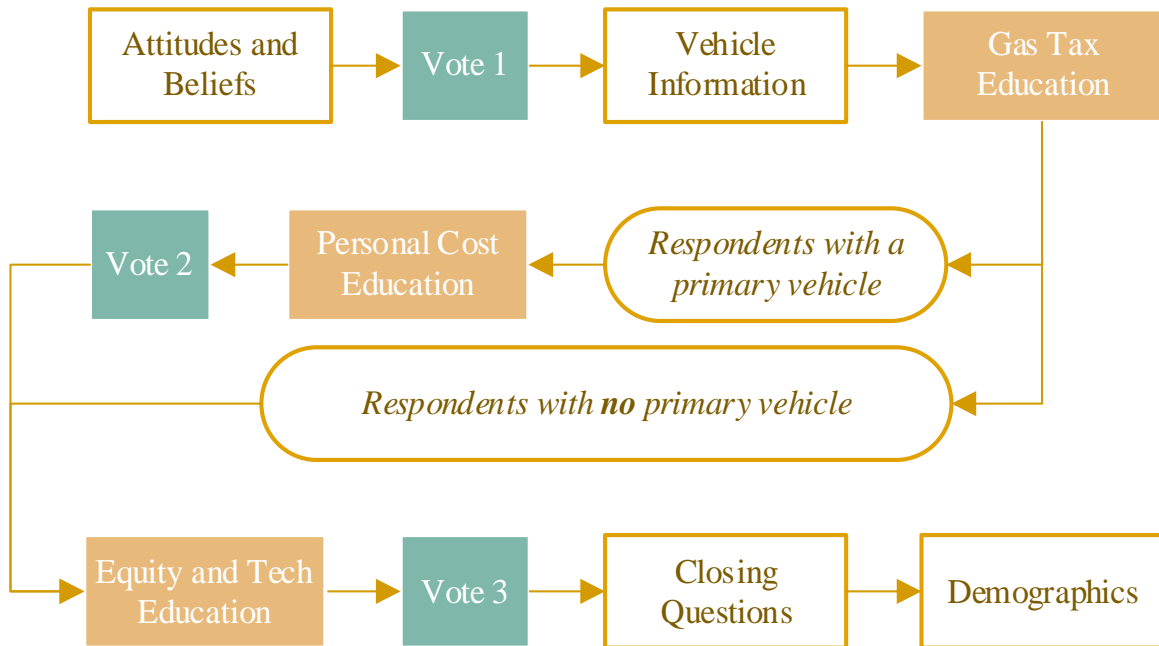 Attitudes and
Beliefs
Vote 1
Vehicle
Information
Gas Tax
Education
Respondents with a
primary vehicle
Personal Cost
Education
Vote 2
Respondents with no primary vehicle
Equity and Tech
Education
Vote 3
Closing
Questions
Demographics